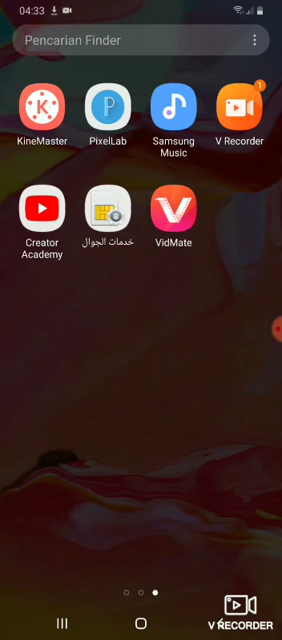 04:33
Pencarian Finder
KineMaster
PixelLab
Samsung
Music
1
V Recorder
Creator
Academy
خدمات الجوال
VidMate
V RECORDER